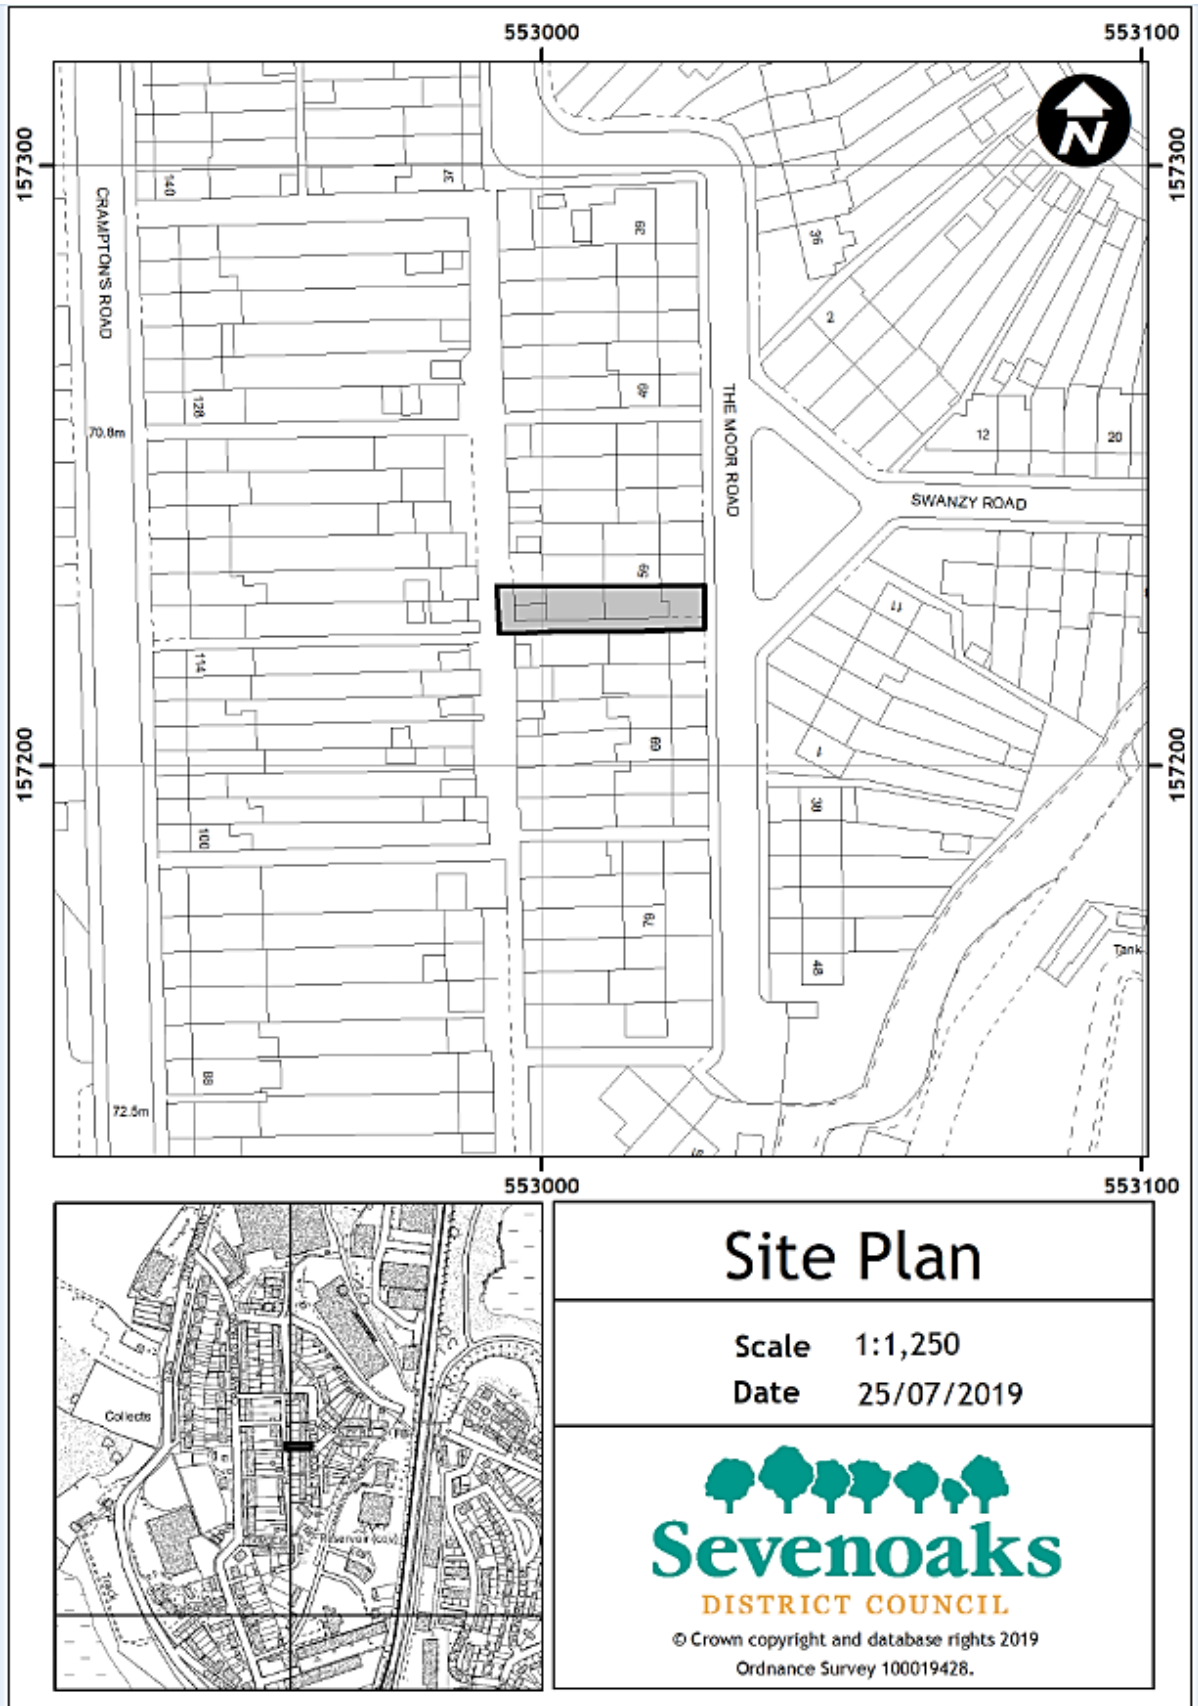 553000
553100
157300
157300
N
140
37
39
36
CRAMPTON'S ROAD
2
128
49
THE MOOR ROAD
70.8m
12
20
SWANZY ROAD
59
11
114
69
1
157200
157200
38
100
79
48
Tank
88
72.5m
553000
553100
Site Plan
Scale 1:1,250
Date 25/07/2019
Collects
Track
Sevenoaks
DISTRICT COUNCIL
© Crown copyright and database rights 2019
Ordnance Survey 100019428.